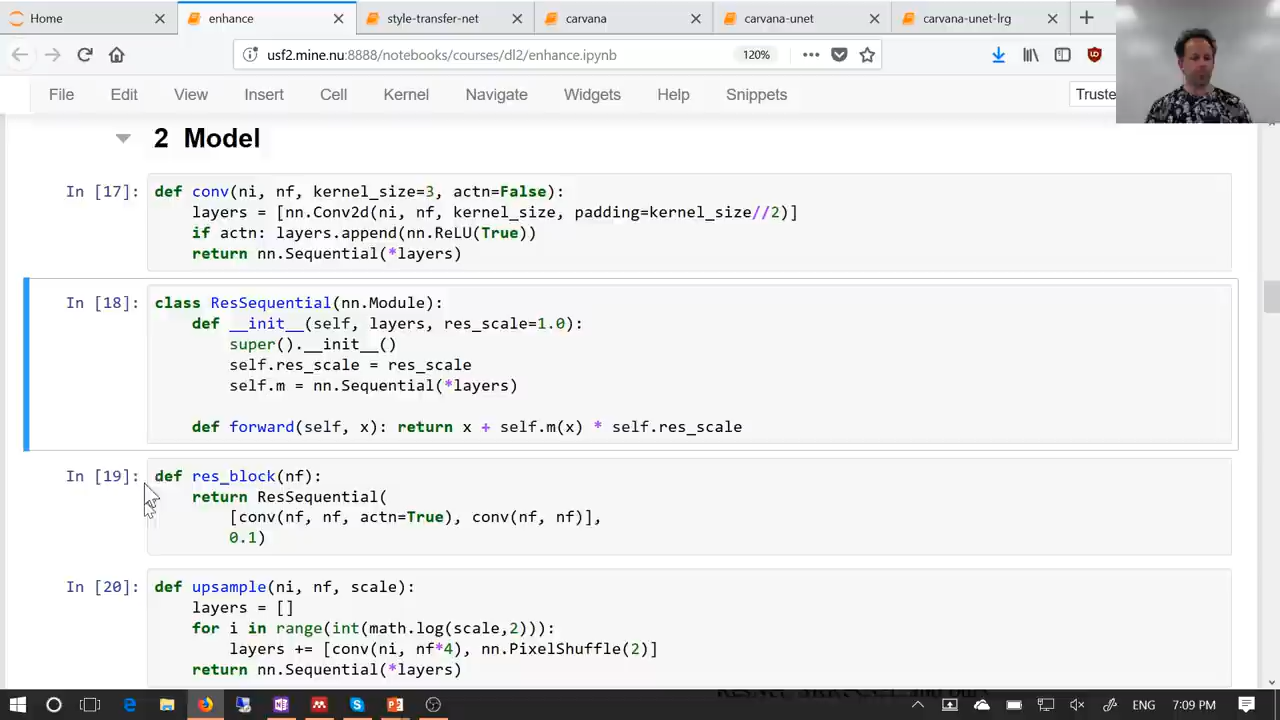 Home
enhance
style-transfer-net
carvana
carvana-unet
carvana-unet-lrg
usf2.mine.nu:8888/notebooks/courses/dl2/enhance.ipynb
120%
File Edit View Insert Cell Kernel Navigate Widgets Help Snippets
Truste
2 Model
In [17]:
def conv(ni, nf, kernel_size=3, actn=False):
    layers = [nn.Conv2d(ni, nf, kernel_size, padding=kernel_size//2)]
    if actn: layers.append(nn.ReLU(True))
    return nn.Sequential(*layers)
In [18]:
class ResSequential(nn.Module):
    def __init__(self, layers, res_scale=1.0):
        super().__init__()
        self.res_scale = res_scale
        self.m = nn.Sequential(*layers)
    def forward(self, x): return x + self.m(x) * self.res_scale
In [19]:
def res_block(nf):
    return ResSequential(
        [conv(nf, nf, actn=True), conv(nf, nf)],
        0.1)
In [20]:
def upsample(ni, nf, scale):
    layers = []
    for i in range(int(math.log(scale,2))):
        layers += [conv(ni, nf*4), nn.PixelShuffle(2)]
    return nn.Sequential(*layers)
ENG
7:09 PM